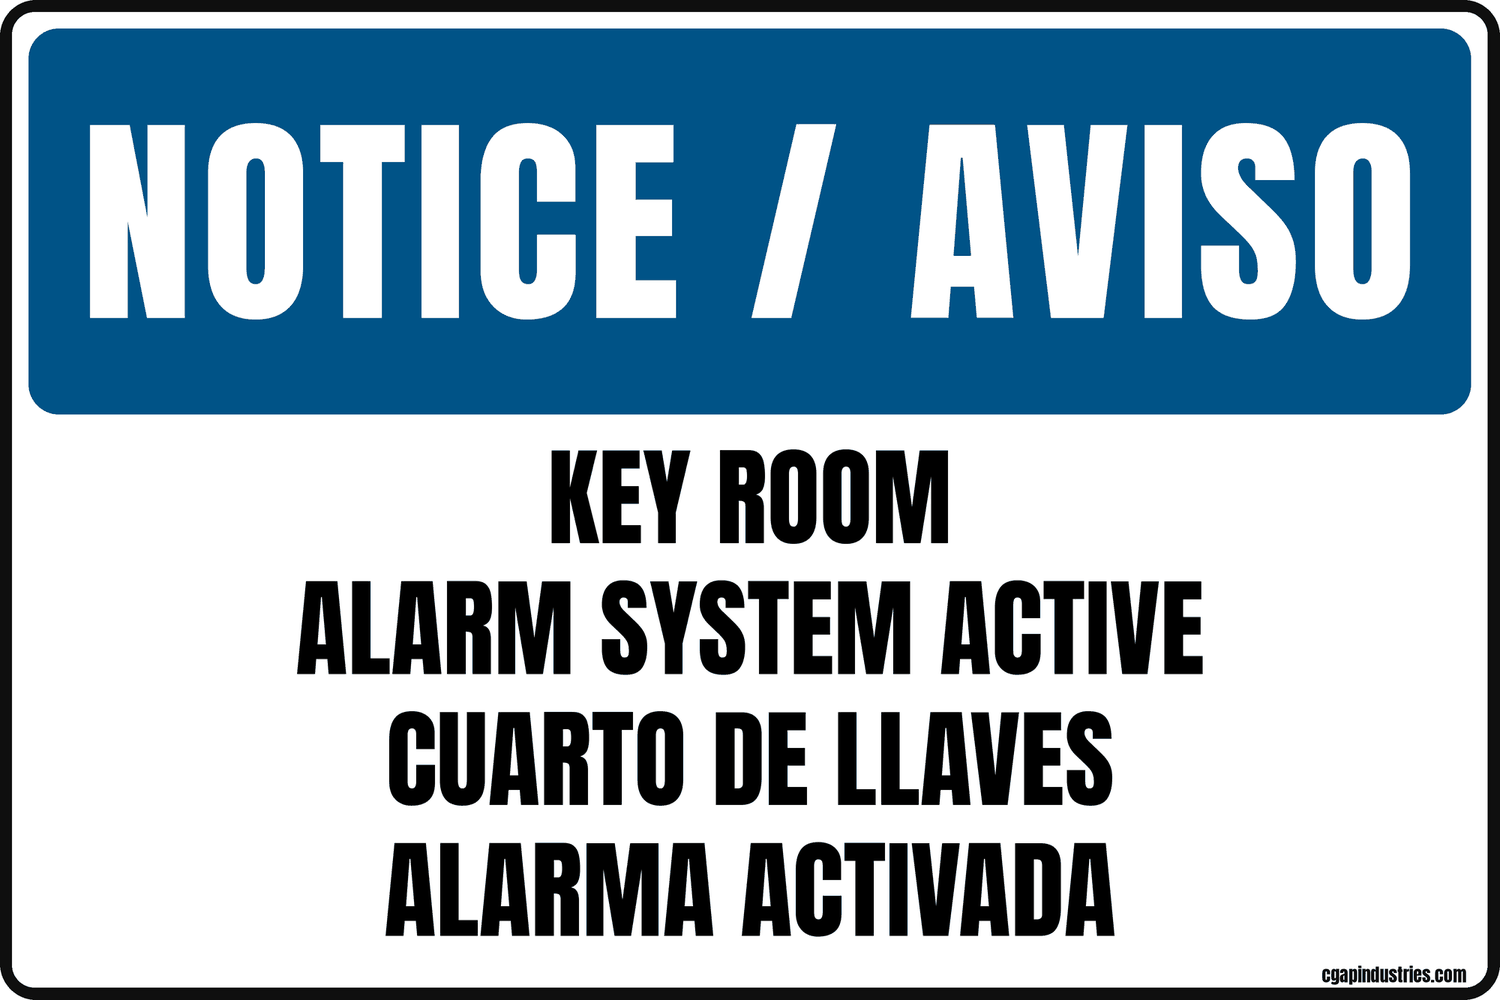 NOTICE / AVISO
KEY ROOM
ALARM SYSTEM ACTIVE
CUARTO DE LLAVES
ALARMA ACTIVADA
cgapindustries.com